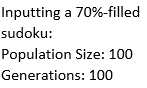 Inputting a 70%-filled
sudoku:
Population Size: 100
Generations: 100